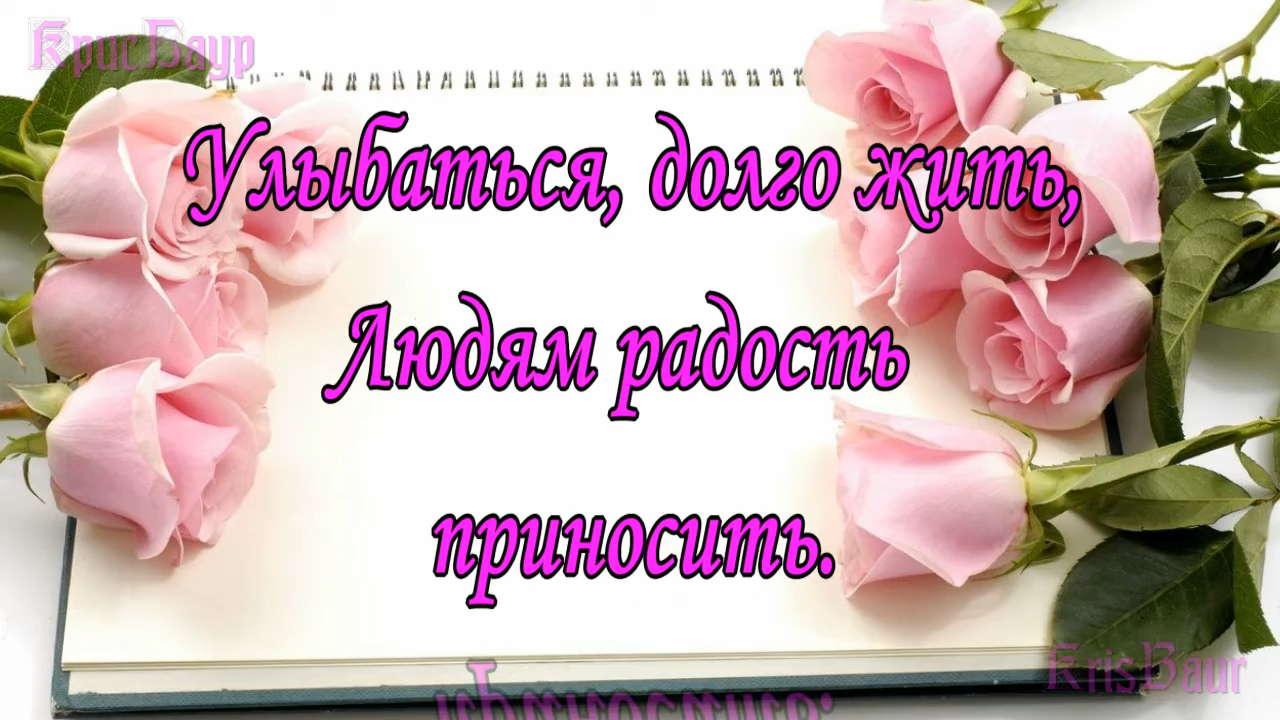 КрисБаур
Улыбаться, долго жить,
Людям радость
приносить.
KrisBaur